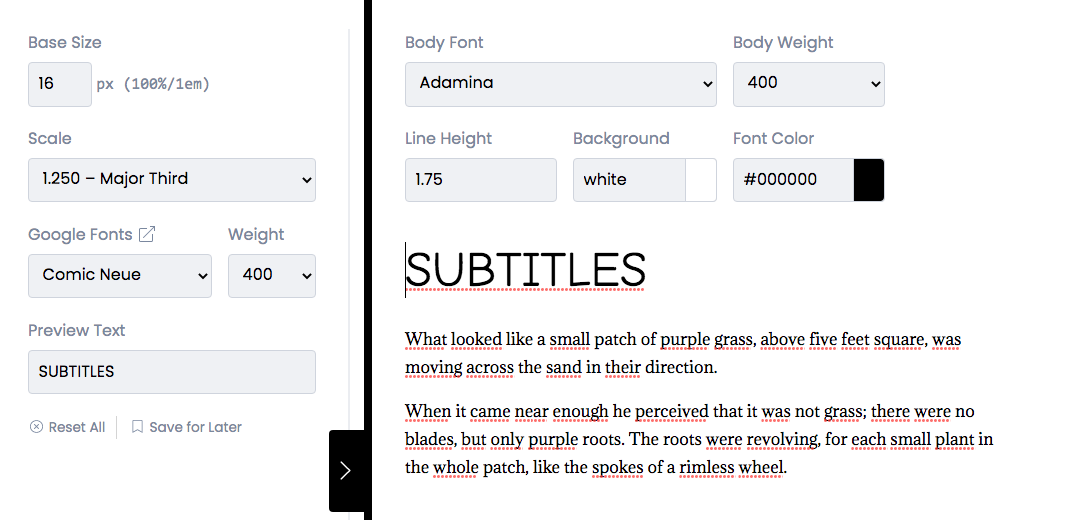 Base Size
16 px (100%/1em)
Scale
1.250 – Major Third
Google Fonts Weight
Comic Neue 400
Preview Text
SUBTITLES
Reset All Save for Later
Body Font Body Weight
Adamina 400
Line Height Background Font Color
1.75 white #000000
SUBTITLES
What looked like a small patch of purple grass, above five feet square, was
moving across the sand in their direction.
When it came near enough he perceived that it was not grass; there were no
blades, but only purple roots. The roots were revolving, for each small plant in
the whole patch, like the spokes of a rimless wheel.